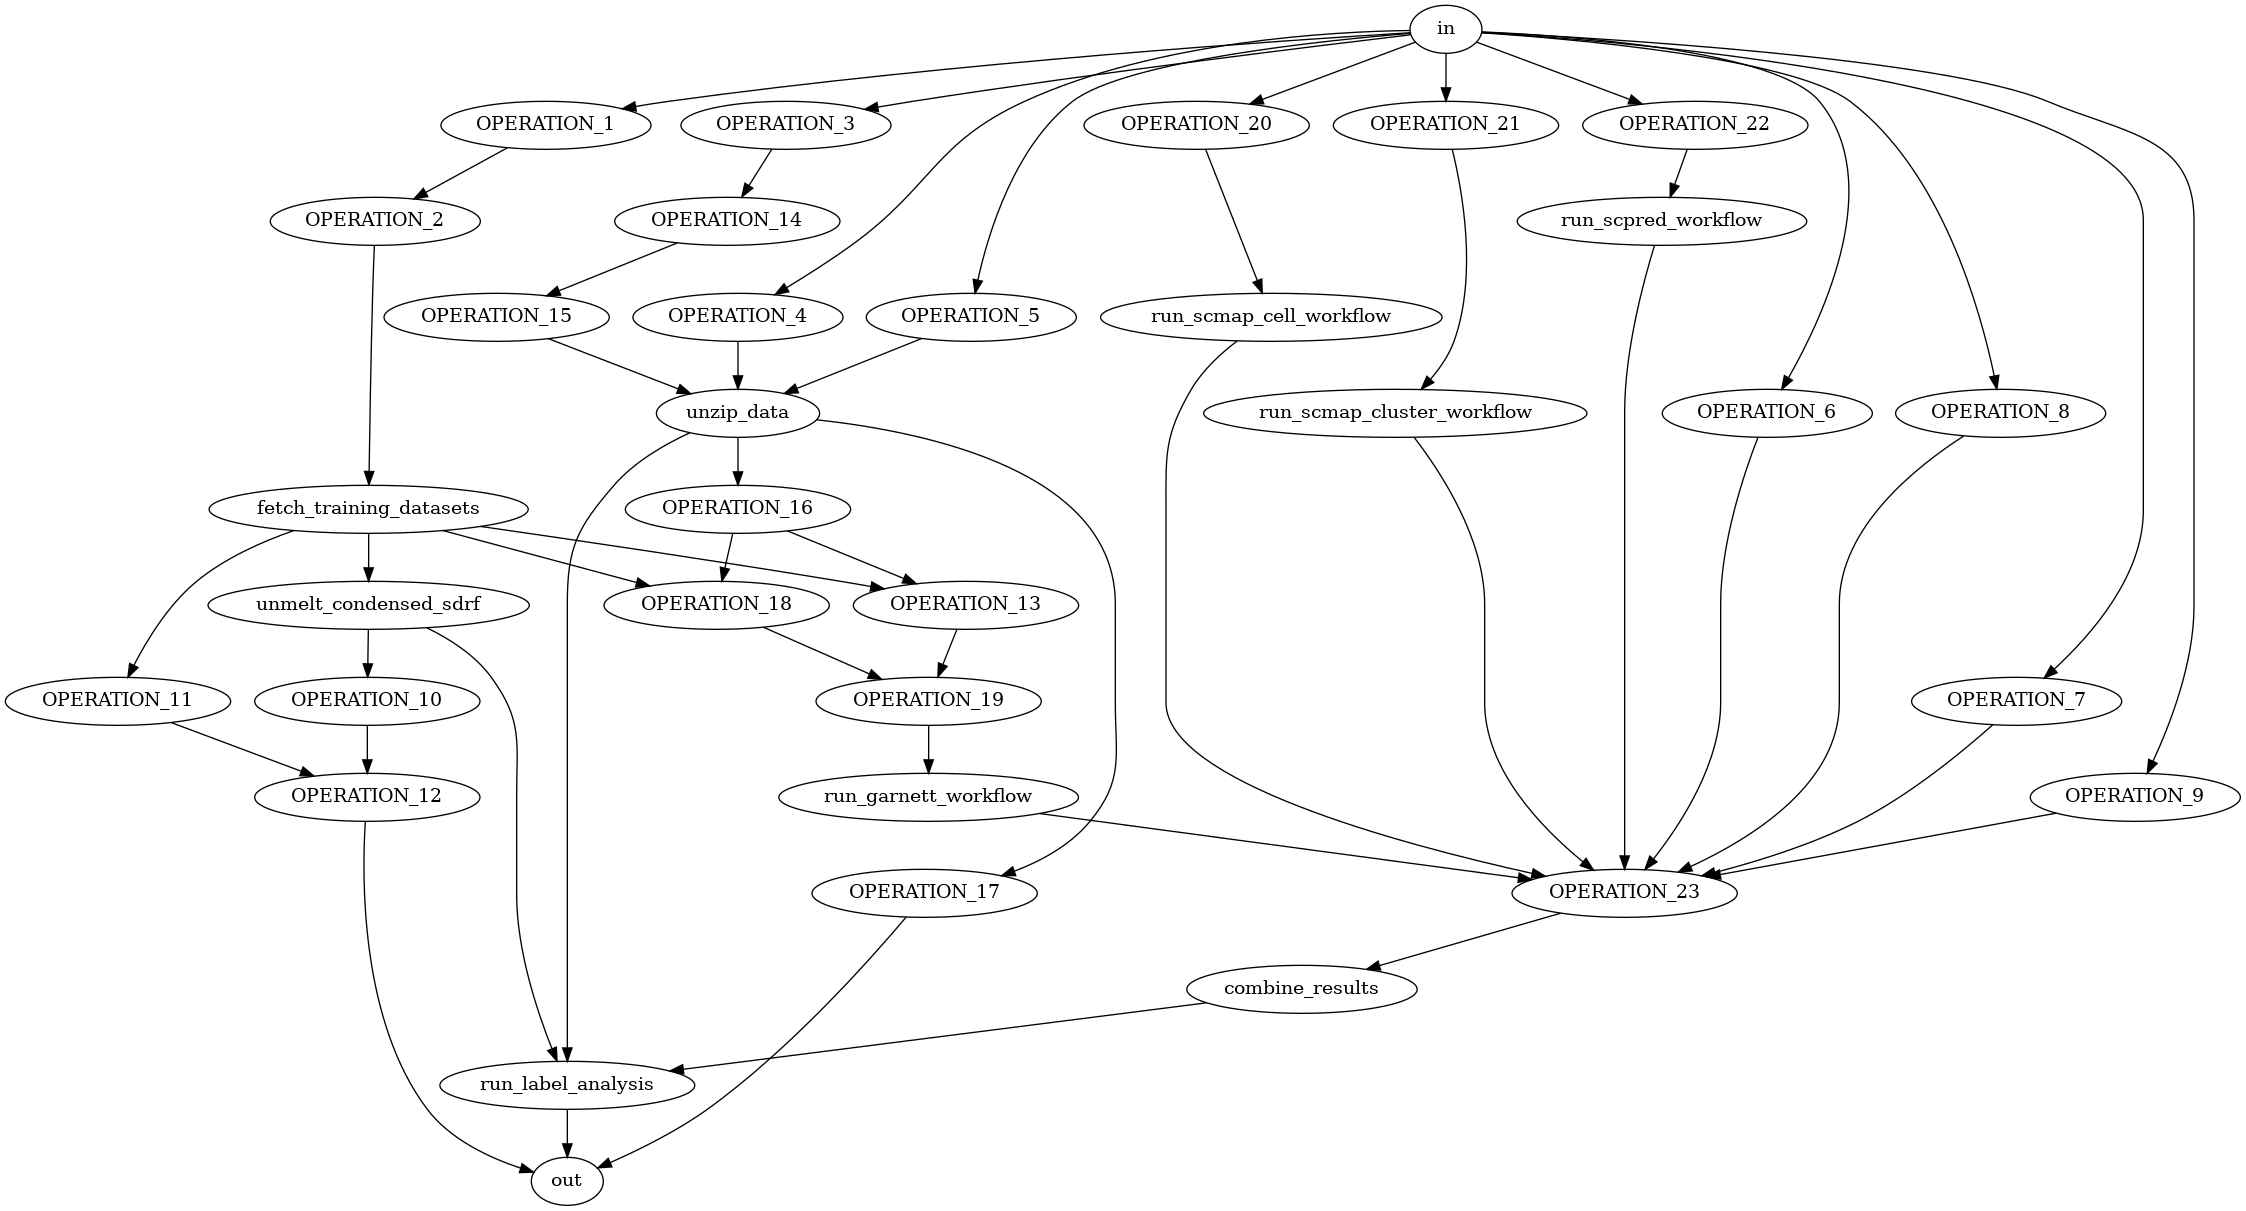 in
OPERATION_1
OPERATION_3
OPERATION_20
OPERATION_21
OPERATION_22
OPERATION_2
OPERATION_14
run_scpred_workflow
OPERATION_15
OPERATION_4
OPERATION_5
run_scmap_cell_workflow
unzip_data
run_scmap_cluster_workflow
OPERATION_6
OPERATION_8
fetch_training_datasets
OPERATION_16
unmelt_condensed_sdrf
OPERATION_18
OPERATION_13
OPERATION_11
OPERATION_10
OPERATION_19
OPERATION_7
OPERATION_12
run_garnett_workflow
OPERATION_9
OPERATION_17
OPERATION_23
combine_results
run_label_analysis
out